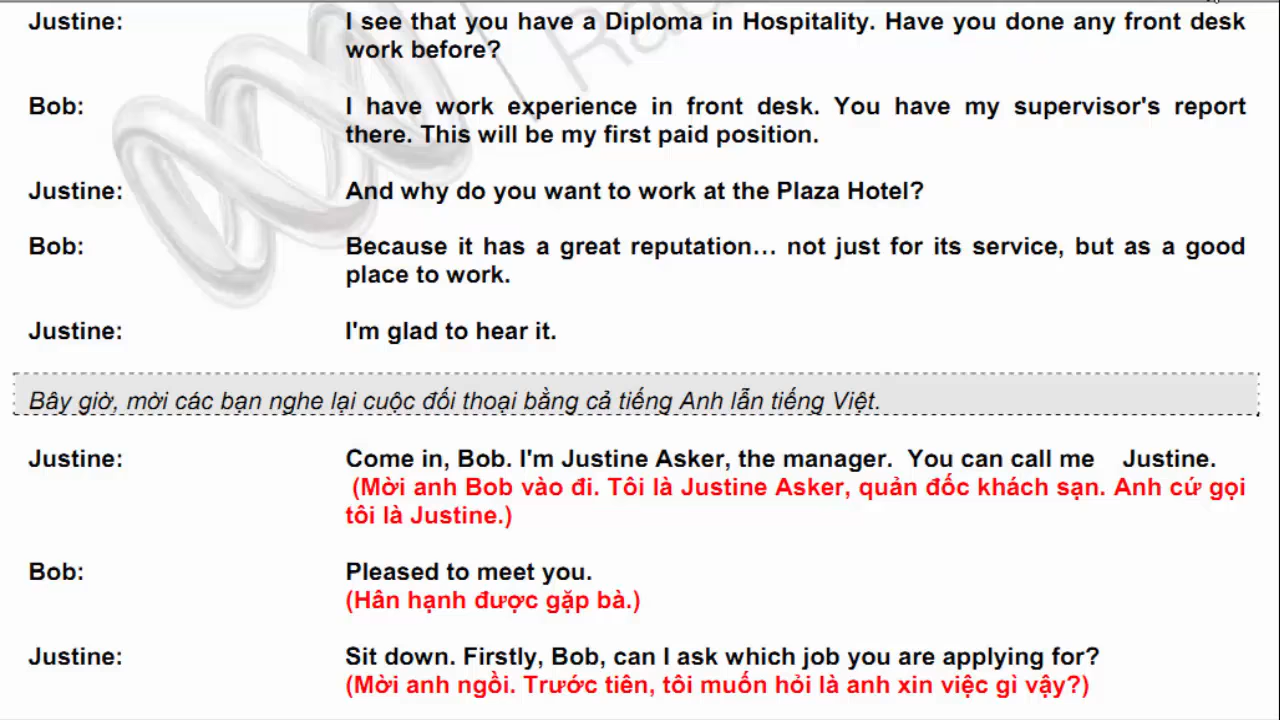 Justine: I see that you have a Diploma in Hospitality. Have you done any front desk
work before?
Bob: I have work experience in front desk. You have my supervisor's report
there. This will be my first paid position.
Justine: And why do you want to work at the Plaza Hotel?
Bob: Because it has a great reputation… not just for its service, but as a good
place to work.
Justine: I'm glad to hear it.
Bây giờ, mời các bạn nghe lại cuộc đối thoại bằng cả tiếng Anh lẫn tiếng Việt.
Justine: Come in, Bob. I'm Justine Asker, the manager. You can call me Justine.
(Mời anh Bob vào đi. Tôi là Justine Asker, quản đốc khách sạn. Anh cứ gọi
tôi là Justine.)
Bob: Pleased to meet you.
(Hân hạnh được gặp bà.)
Justine: Sit down. Firstly, Bob, can I ask which job you are applying for?
(Mời anh ngồi. Trước tiên, tôi muốn hỏi là anh xin việc gì vậy?)